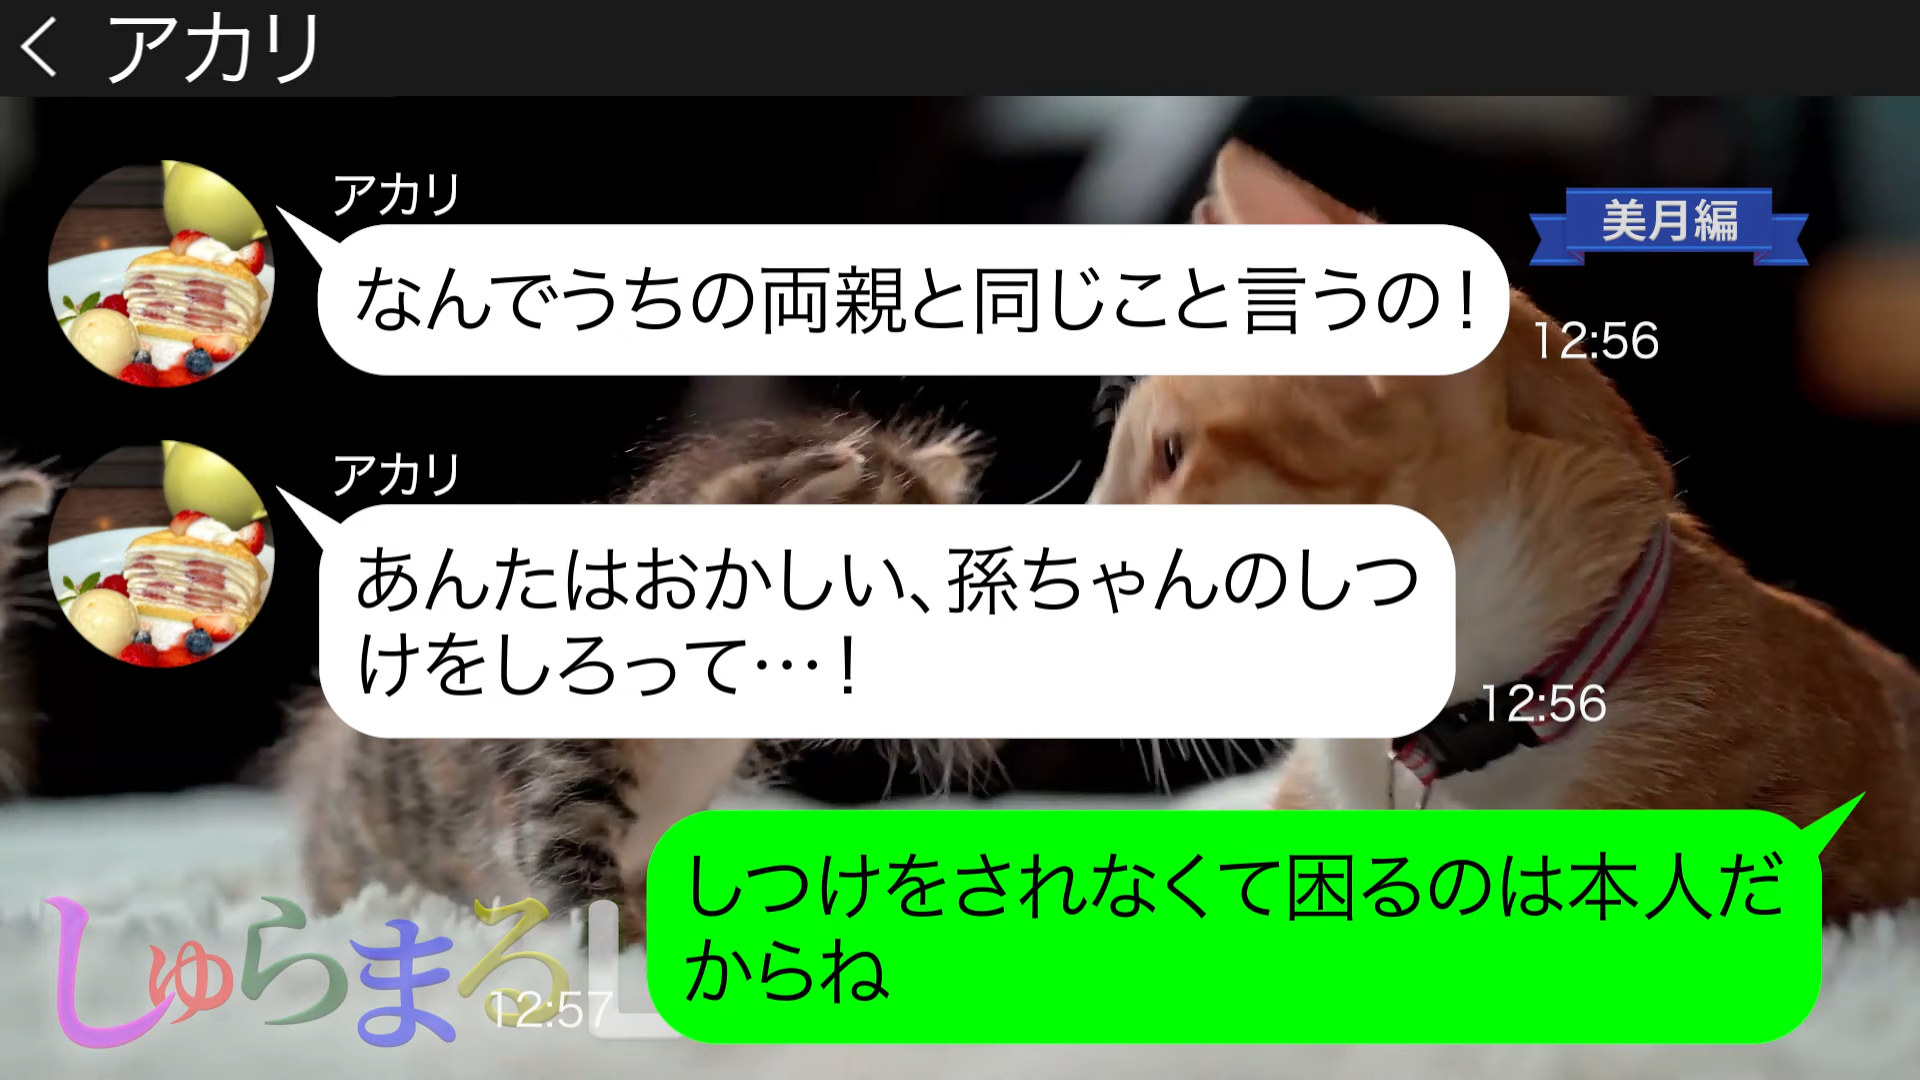 アカリ
アカリ
美月編
なんでうちの両親と同じこと言うの！
12:56
アカリ
あんたはおかしい、孫ちゃんのしつ
けをしろって…！
12:56
しつけをされなくて困るのは本人だ
からね
しゅらまるL
12:57